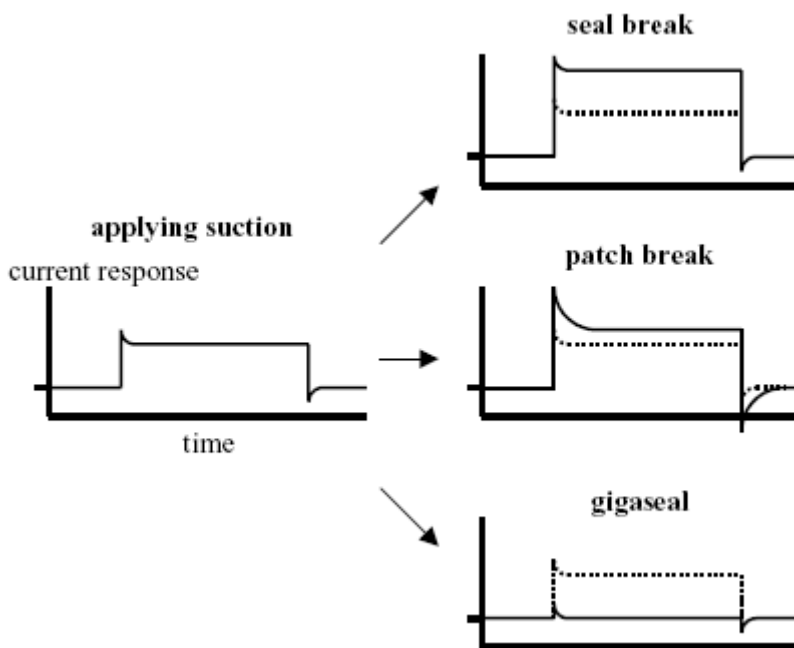 seal break
applying suction
current response
time
patch break
gigaseal